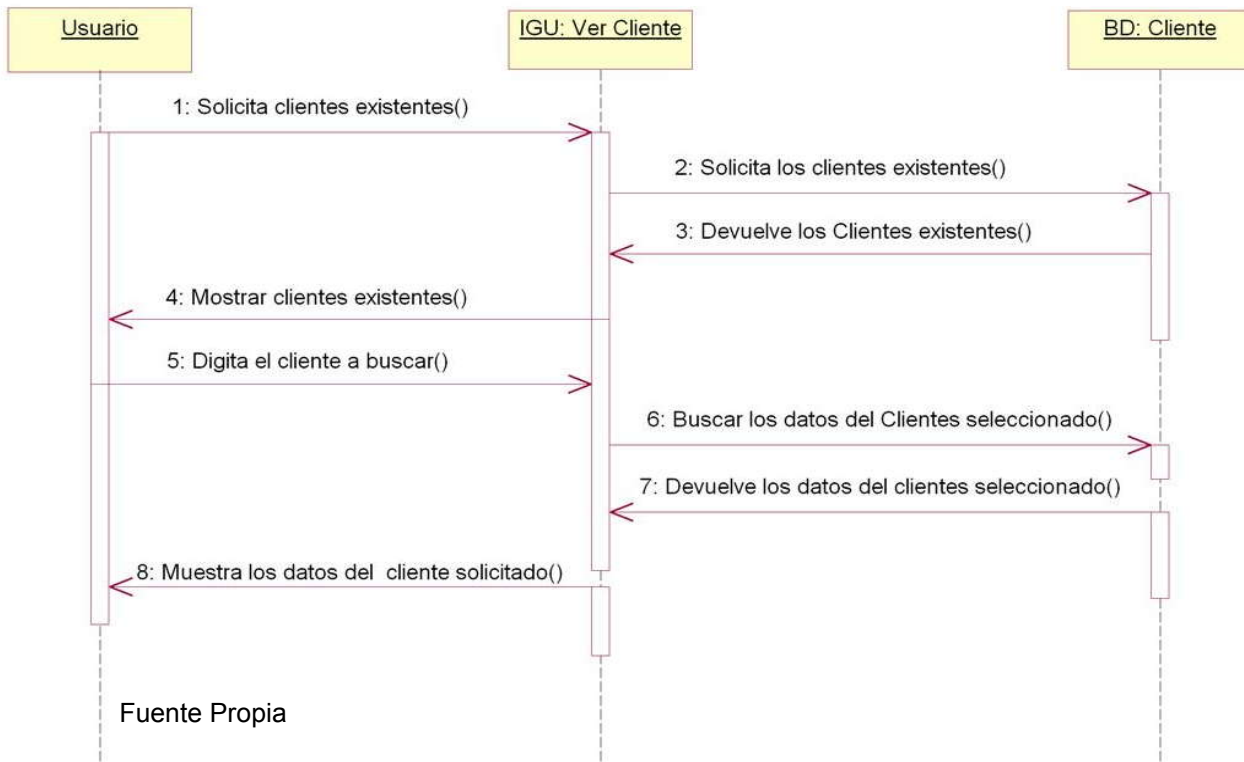 Usuario
IGU: Ver Cliente
BD: Cliente
1: Solicita clientes existentes()
2: Solicita los clientes existentes()
3: Devuelve los Clientes existentes()
4: Mostrar clientes existentes()
5: Digita el cliente a buscar()
6: Buscar los datos del Clientes seleccionado()
7: Devuelve los datos del clientes seleccionado()
8: Muestra los datos del cliente solicitado()
Fuente Propia